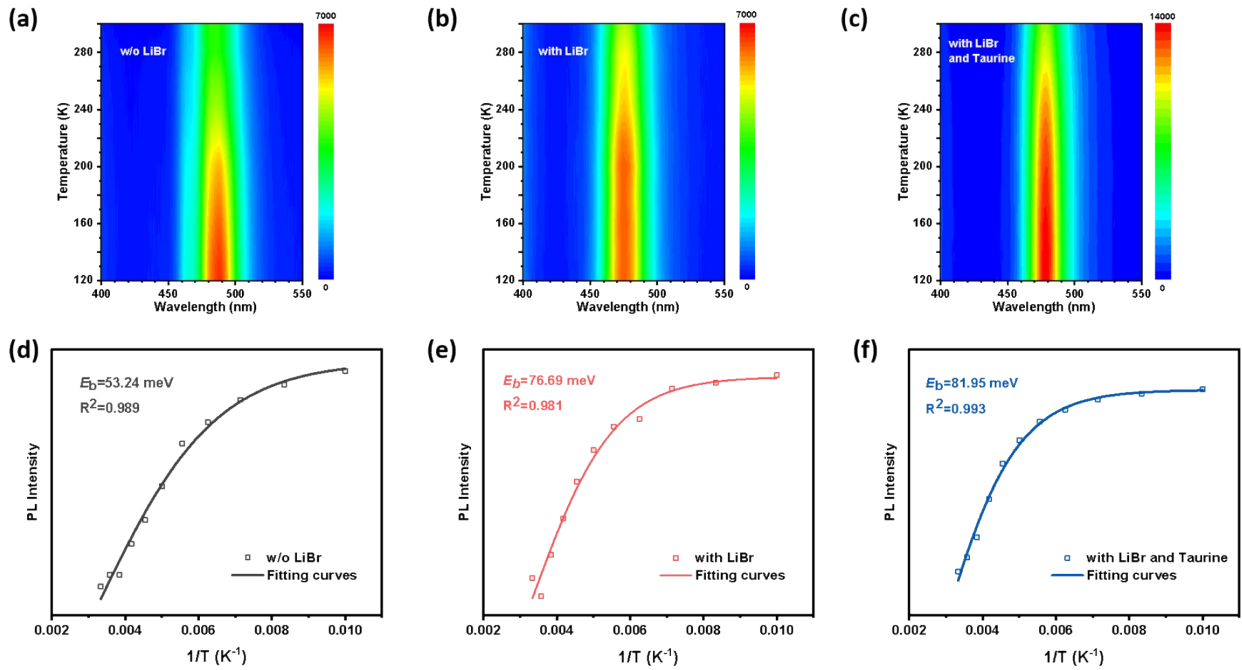 (a)
7000
w/o LiBr
280
240
200
160
120
Temperature (K)
400
450
500
550
0
Wavelength (nm)
(b)
7000
with LiBr
280
240
200
160
120
Temperature (K)
400
450
500
550
0
Wavelength (nm)
(c)
14000
with LiBr
and Taurine
280
240
200
160
120
Temperature (K)
400
450
500
550
0
Wavelength (nm)
(d)
E_b=53.24 meV
R²=0.989
PL Intensity
w/o LiBr
Fitting curves
0.002
0.004
0.006
0.008
0.010
1/T (K⁻¹)
(e)
E_b=76.69 meV
R²=0.981
PL Intensity
with LiBr
Fitting curves
0.002
0.004
0.006
0.008
0.010
1/T (K⁻¹)
(f)
E_b=81.95 meV
R²=0.993
PL Intensity
with LiBr and Taurine
Fitting curves
0.002
0.004
0.006
0.008
0.010
1/T (K⁻¹)